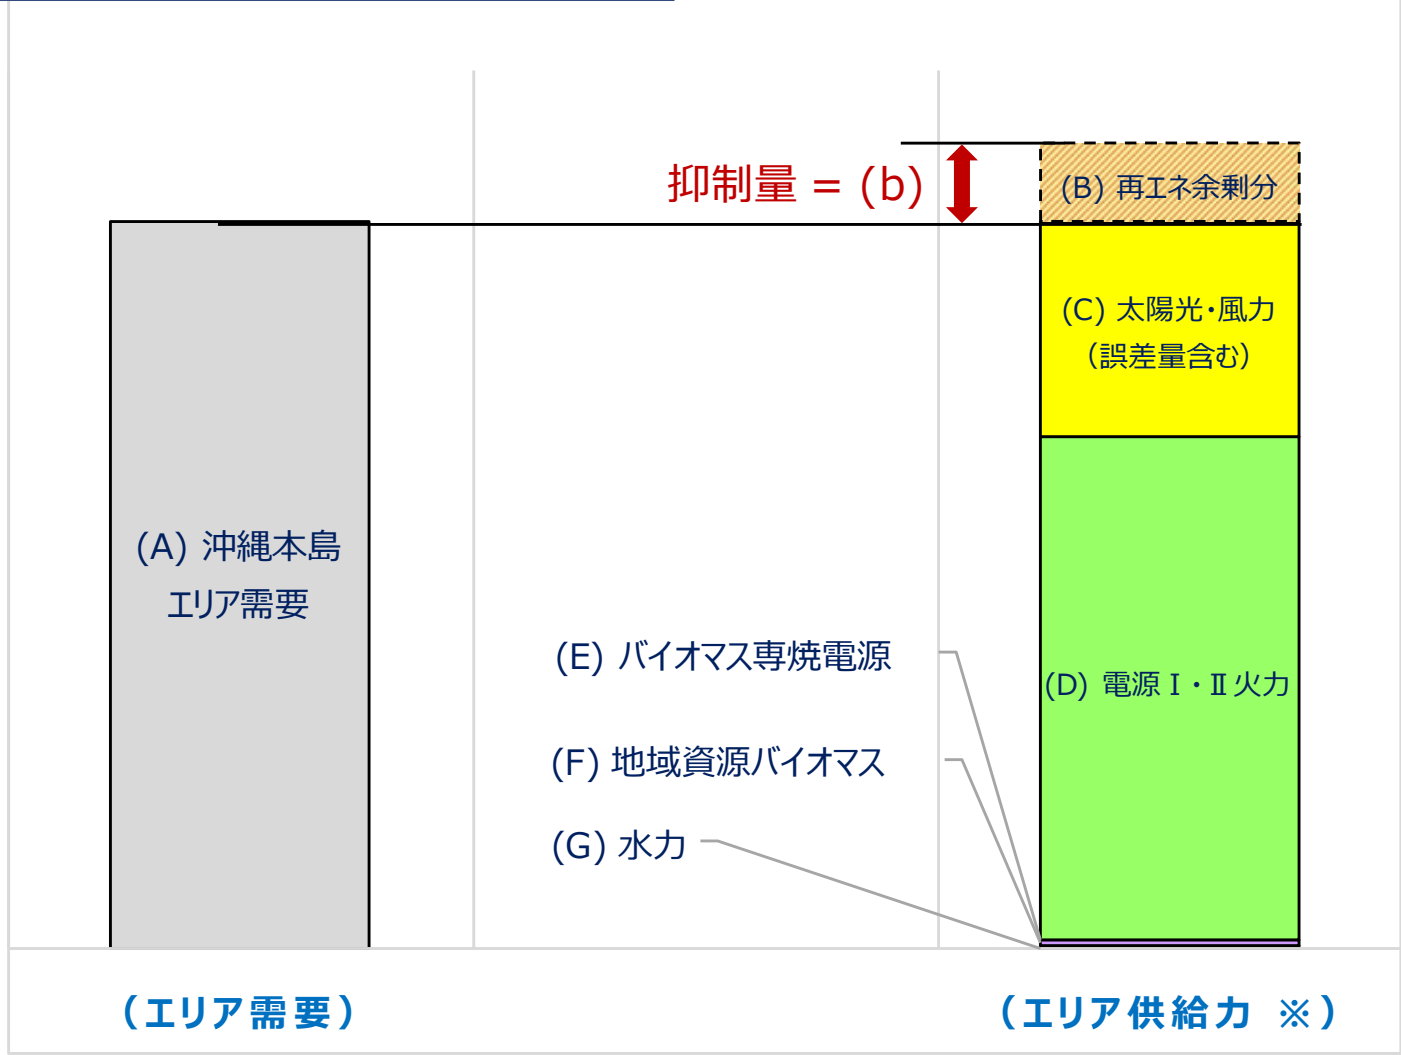 抑制量 = (b)
(B) 再エネ余剰分
(C) 太陽光・風力
（誤差量含む）
(A) 沖縄本島
エリア需要
(E) バイオマス専焼電源
(D) 電源Ⅰ・Ⅱ火力
(F) 地域資源バイオマス
(G) 水力
（エリア需要）
（エリア供給力 ※）